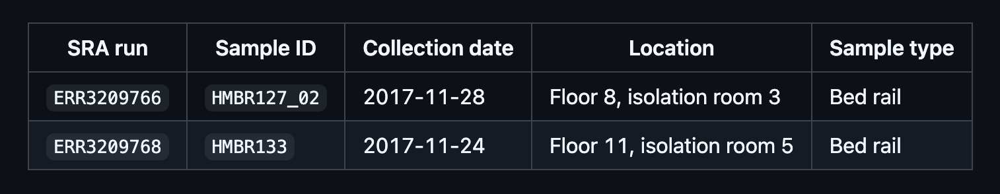 SRA run Sample ID Collection date Location Sample type
ERR3209766 HMBR127_02 2017-11-28 Floor 8, isolation room 3 Bed rail
ERR3209768 HMBR133 2017-11-24 Floor 11, isolation room 5 Bed rail